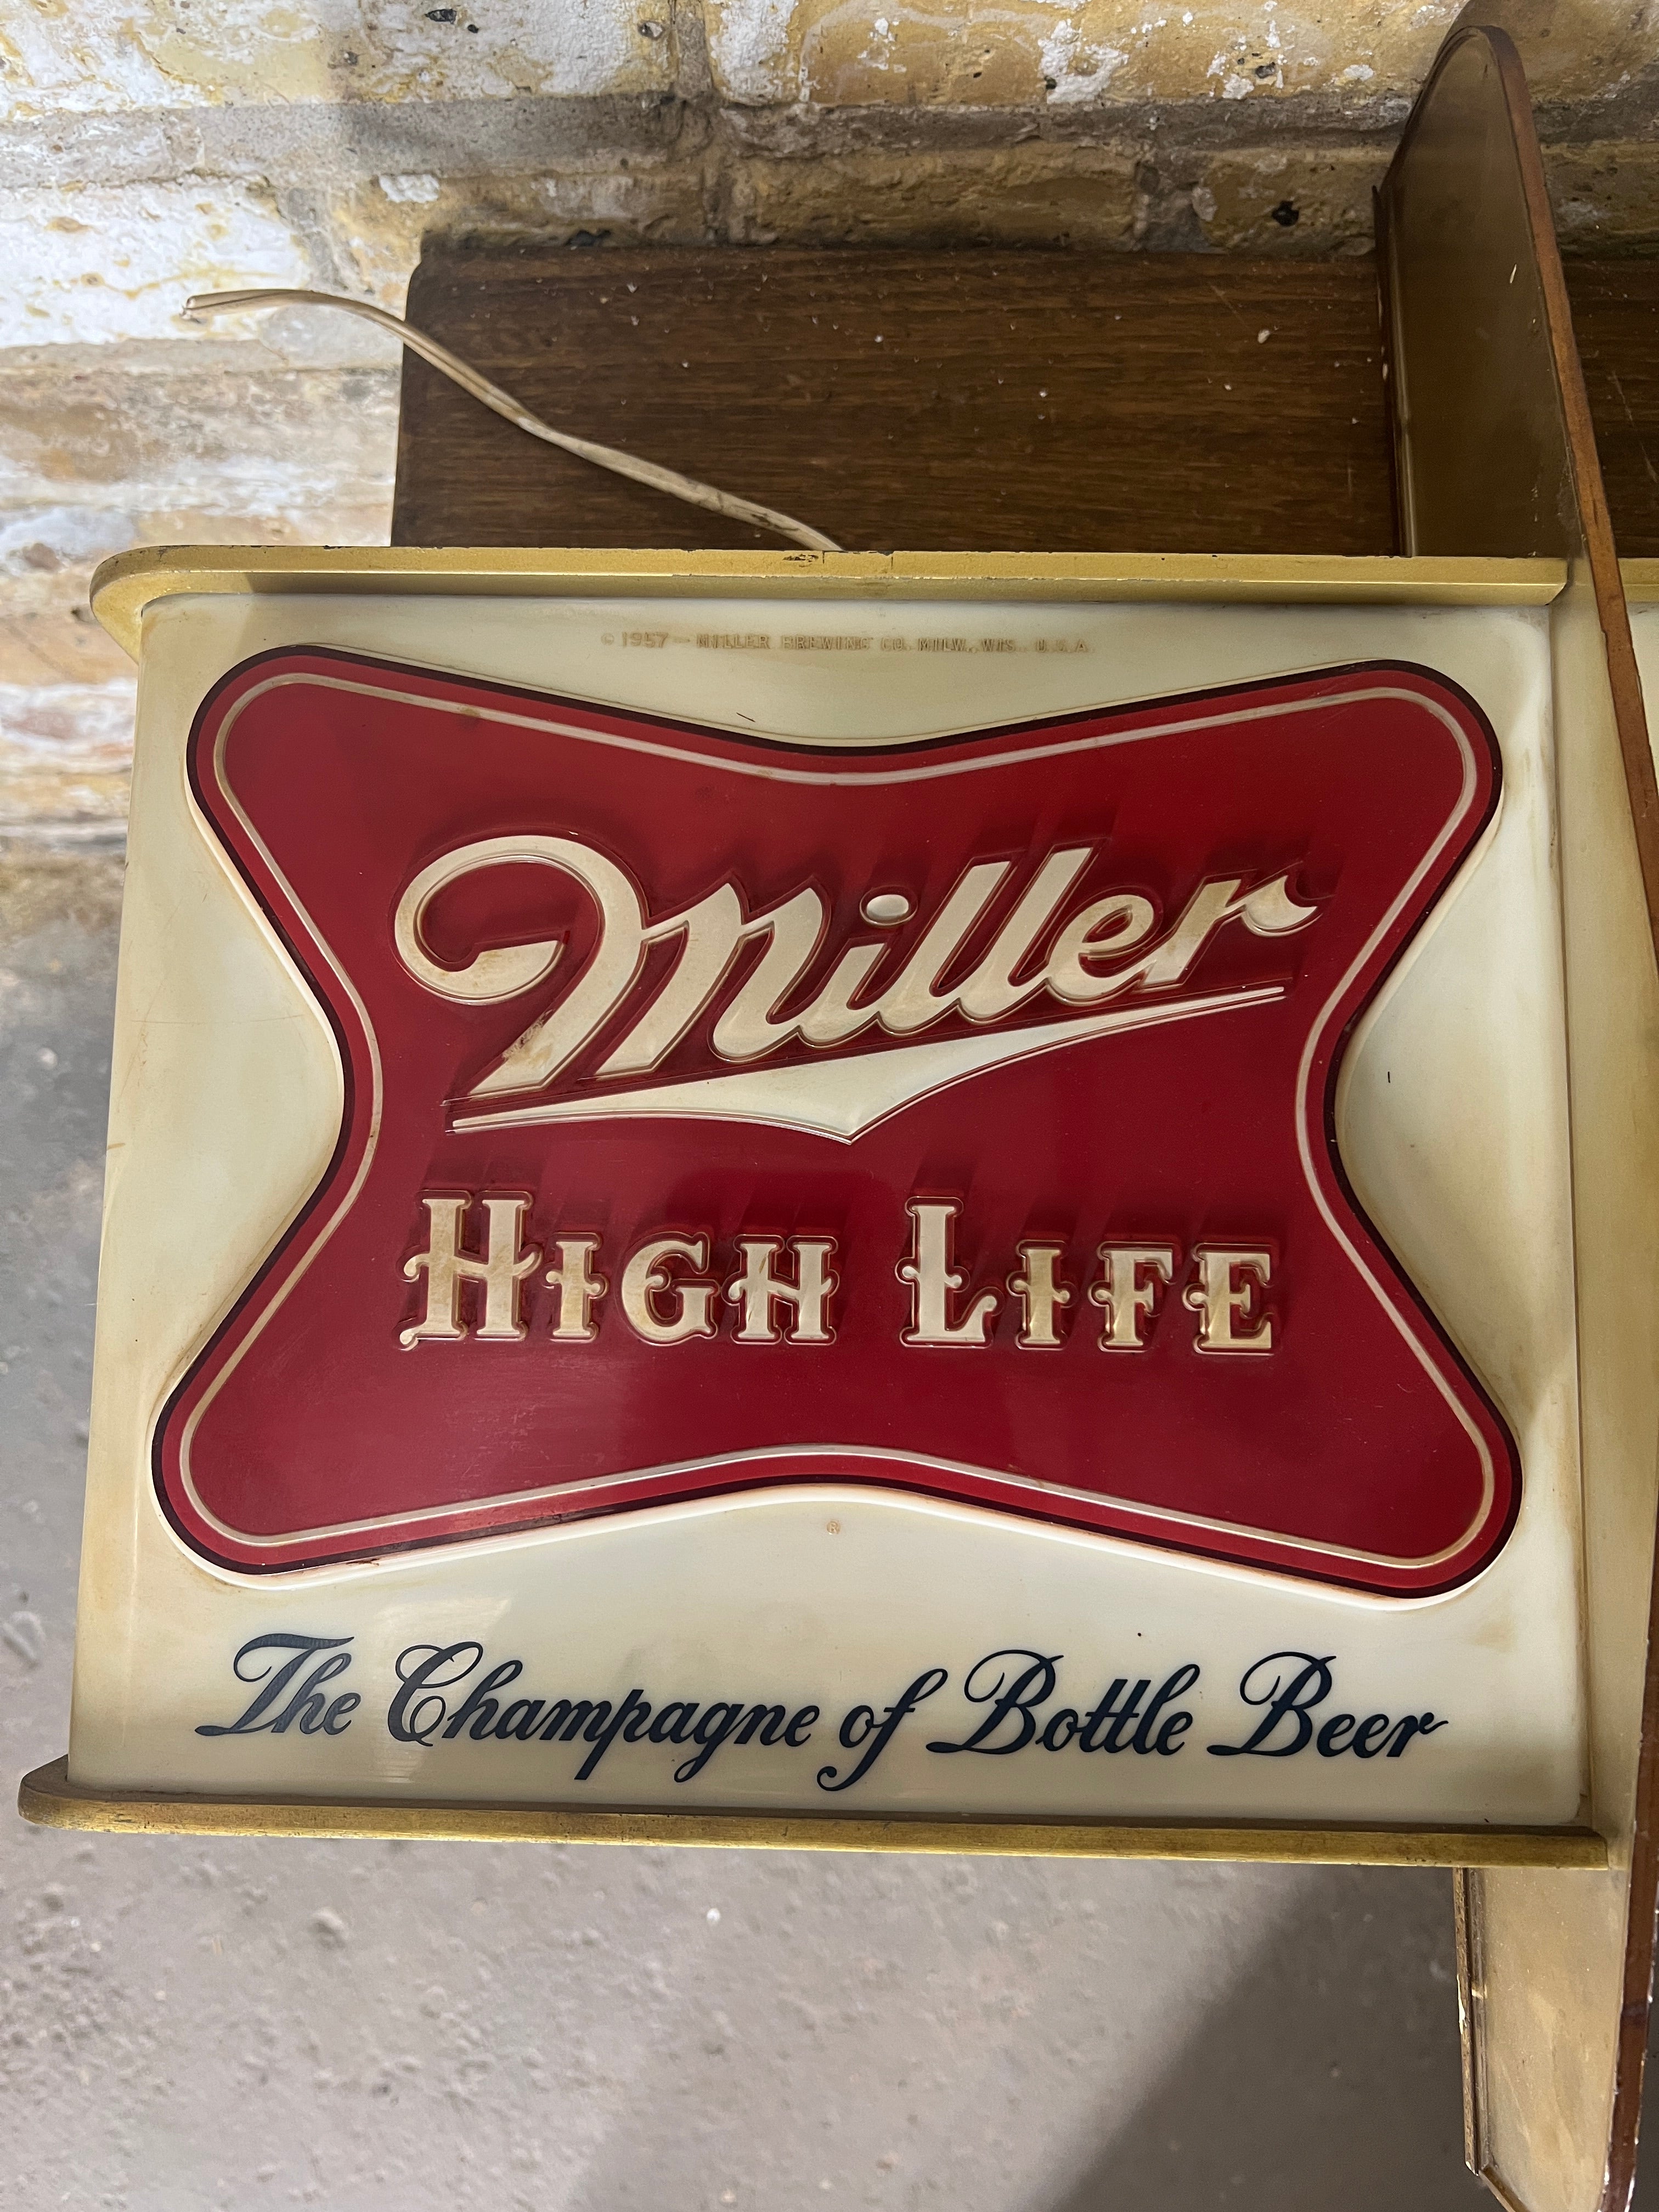 © 1957 — MILLER BREWING CO. MILW., WIS. U.S.A.
Miller
HIGH LIFE
®
The Champagne of Bottle Beer